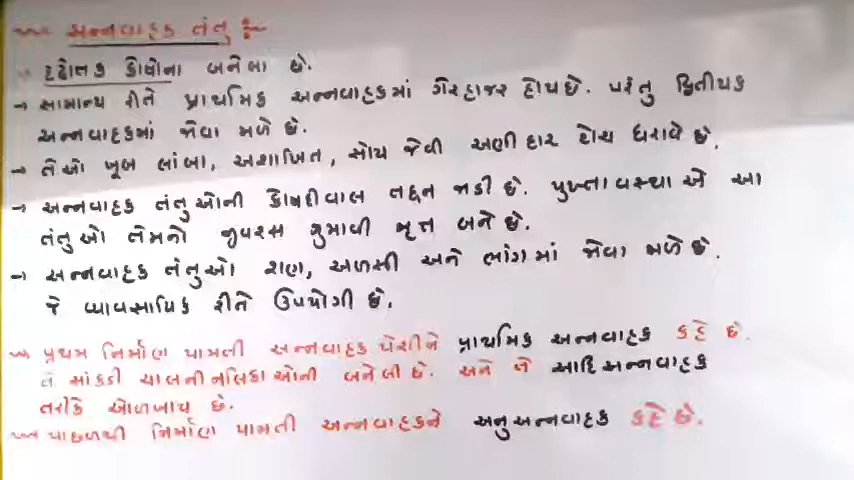 અન્નવાહક તંતુ :-
→ દ્રઢોત્તક કોષોના બનેલા છે.
→ સામાન્ય રીતે પ્રાથમિક અન્નવાહકમાં ગેરહાજર હોય છે. પરંતુ દ્વિતીયક
અન્નવાહકમાં જોવા મળે છે.
→ તેઓ ખૂબ લાંબા, અશાખિત, સોય જેવી અણીદાર ટોચ ધરાવે છે.
→ અન્નવાહક તંતુઓની કોષદીવાલ તદ્દન જાડી છે. પુખ્તાવસ્થાએ આ
તંતુઓ તેમનો જીવરસ ગુમાવી મૃત બને છે.
→ અન્નવાહક તંતુઓ શણ, અળસી અને ભાંગમાં જોવા મળે છે.
જે વ્યાવસાયિક રીતે ઉપયોગી છે.
પ્રથમ નિર્માણ પામતી અન્નવાહક પેશીને પ્રાથમિક અન્નવાહક કહે છે.
તે સાંકડી ચાલનીનલિકાઓની બનેલી છે. અને તે આદિઅન્નવાહક
તરીકે ઓળખાય છે.
પાછળથી નિર્માણ પામતી અન્નવાહકને અનુઅન્નવાહક કહે છે.